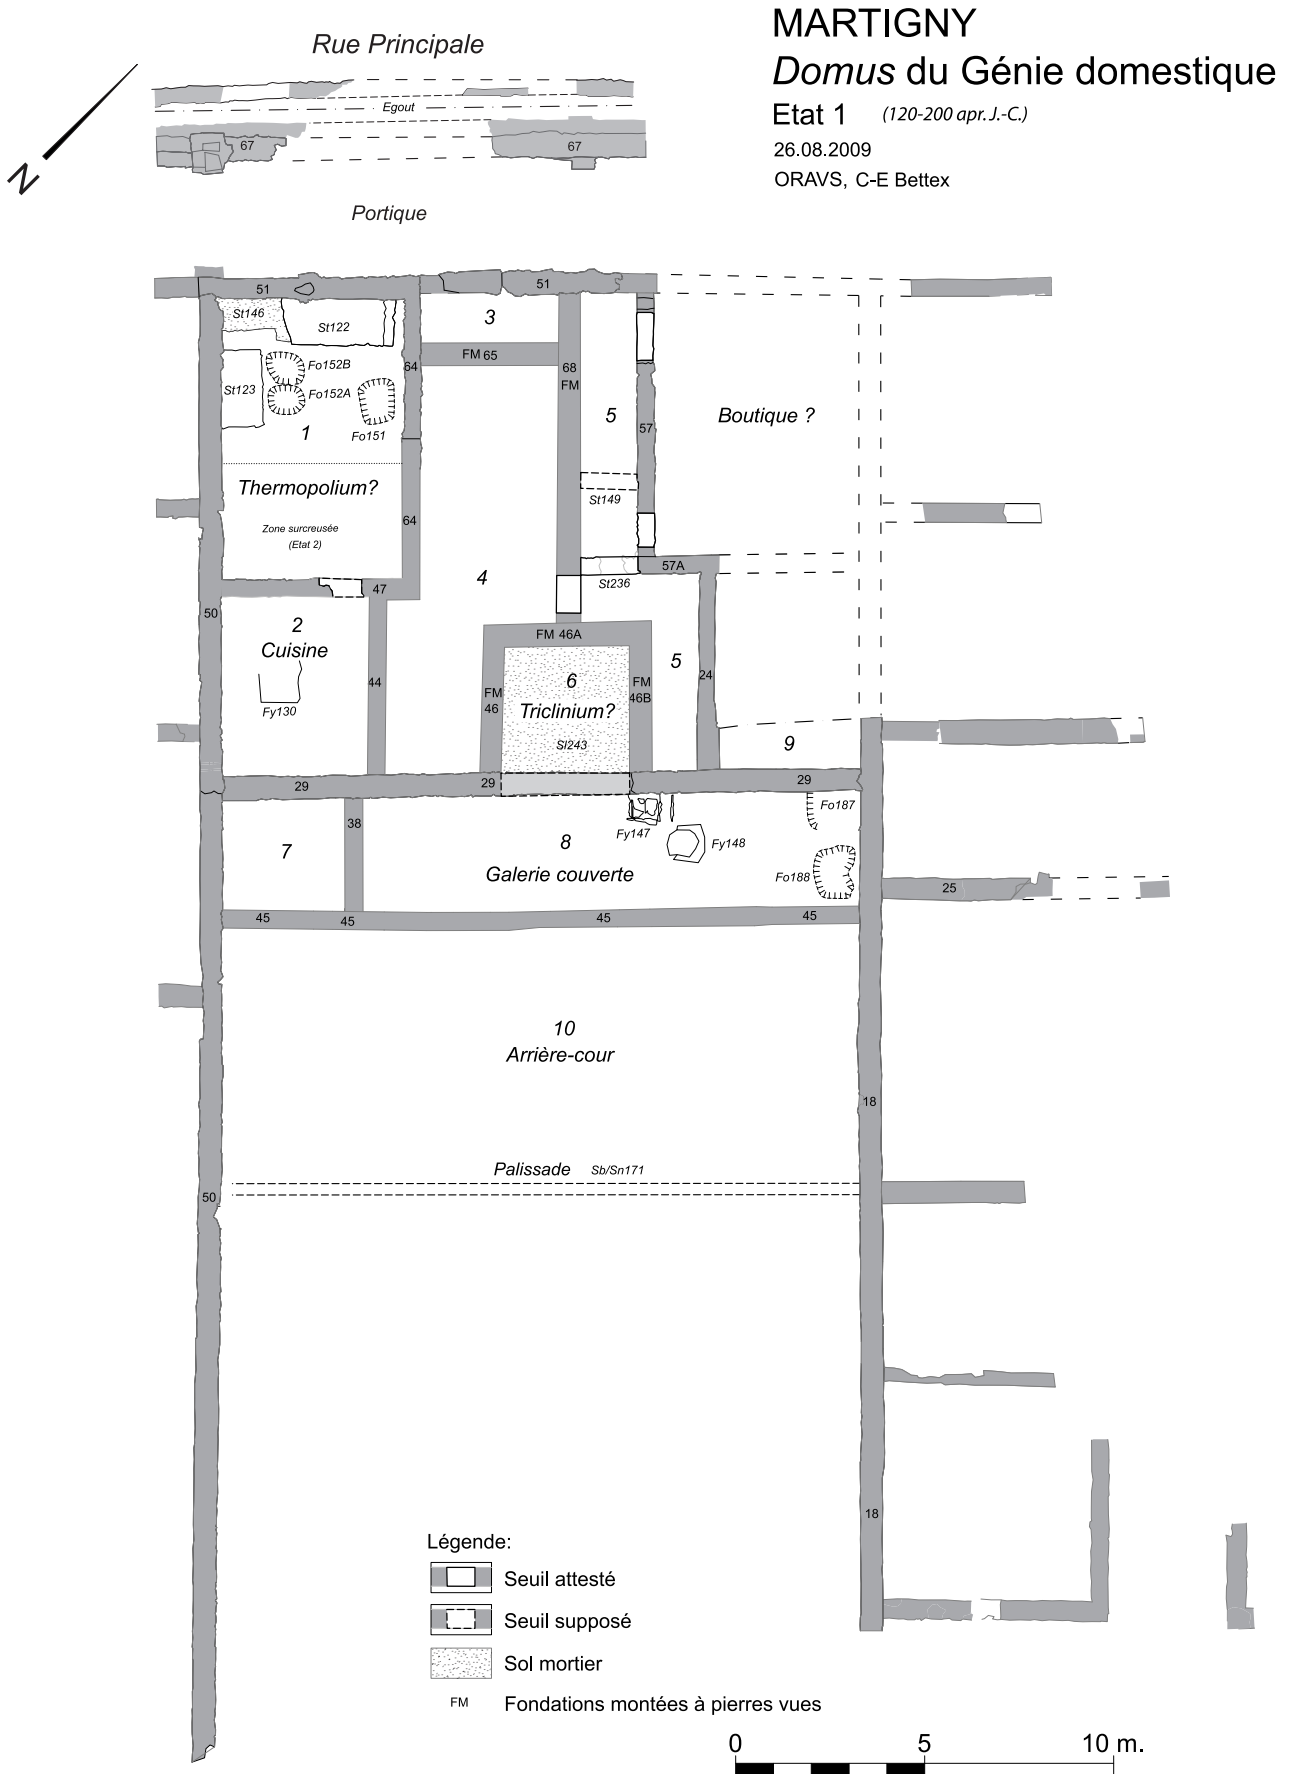 MARTIGNY
Domus du Génie domestique
Etat 1 (120-200 apr. J.-C.)
26.08.2009
ORAVS, C-E Bettex
Rue Principale
N
Egout
67
67
Portique
51
51
St146
St122
3
FM 65
64
68
FM
Fo152B
St123
Fo152A
Fo151
1
5
57
Boutique ?
Thermopolium?
St149
Zone surcreusée
(Etat 2)
64
4
57A
St236
47
50
2
Cuisine
FM 46A
5
44
6
FM
46
FM
46B
24
Triclinium?
Fy130
Sl243
9
29
29
29
38
Fo187
Fy147
Fy148
7
8
Galerie couverte
Fo188
25
45
45
45
45
10
Arrière-cour
18
Palissade Sb/Sn171
50
18
Légende:
Seuil attesté
Seuil supposé
Sol mortier
FM Fondations montées à pierres vues
0 5 10 m.